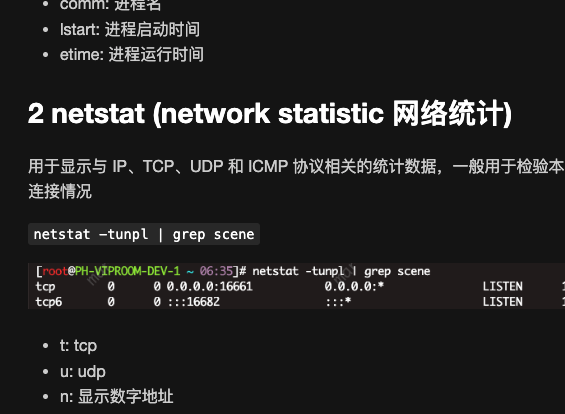 comm: 进程名
lstart: 进程启动时间
etime: 进程运行时间
2 netstat (network statistic 网络统计)
用于显示与 IP、TCP、UDP 和 ICMP 协议相关的统计数据，一般用于检验本
连接情况
netstat -tunpl | grep scene
[root@PH-VIPROOM-DEV-1 ~ 06:35]# netstat -tunpl | grep scene
tcp 0 0 0.0.0.0:16661 0.0.0.0:* LISTEN 1
tcp6 0 0 :::16682 :::* LISTEN 1
t: tcp
u: udp
n: 显示数字地址